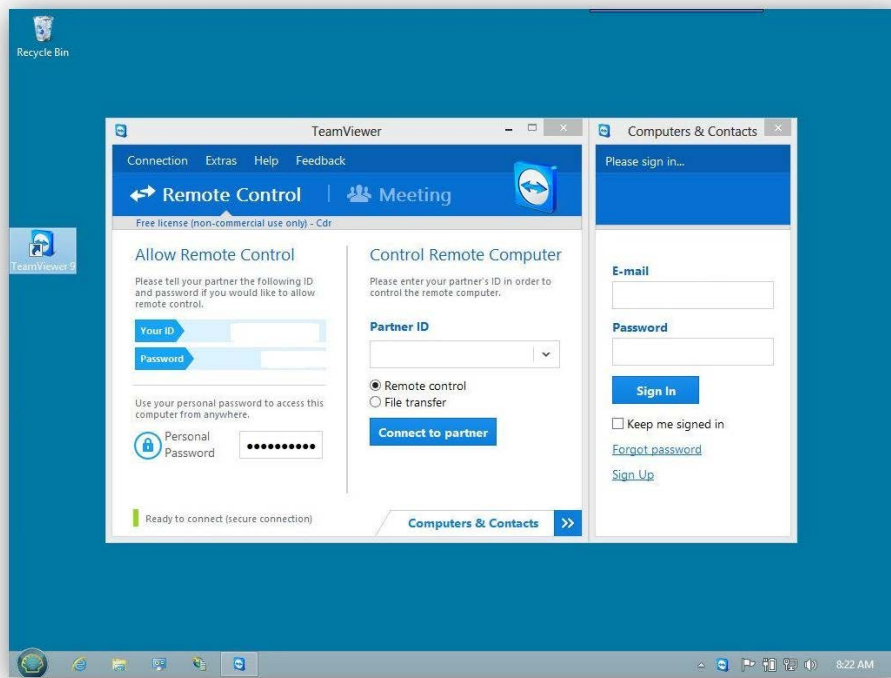 Recycle Bin
TeamViewer 9
TeamViewer
Connection Extras Help Feedback
Remote Control Meeting
Free license (non-commercial use only) - Cdr
Allow Remote Control
Please tell your partner the following ID
and password if you would like to allow
remote control.
Your ID
Password
Use your personal password to access this
computer from anywhere.
Personal
Password
Ready to connect (secure connection)
Control Remote Computer
Please enter your partner's ID in order to
control the remote computer.
Partner ID
Remote control
File transfer
Connect to partner
Computers & Contacts
Computers & Contacts
Please sign in...
E-mail
Password
Sign In
Keep me signed in
Forgot password
Sign Up
8:22 AM